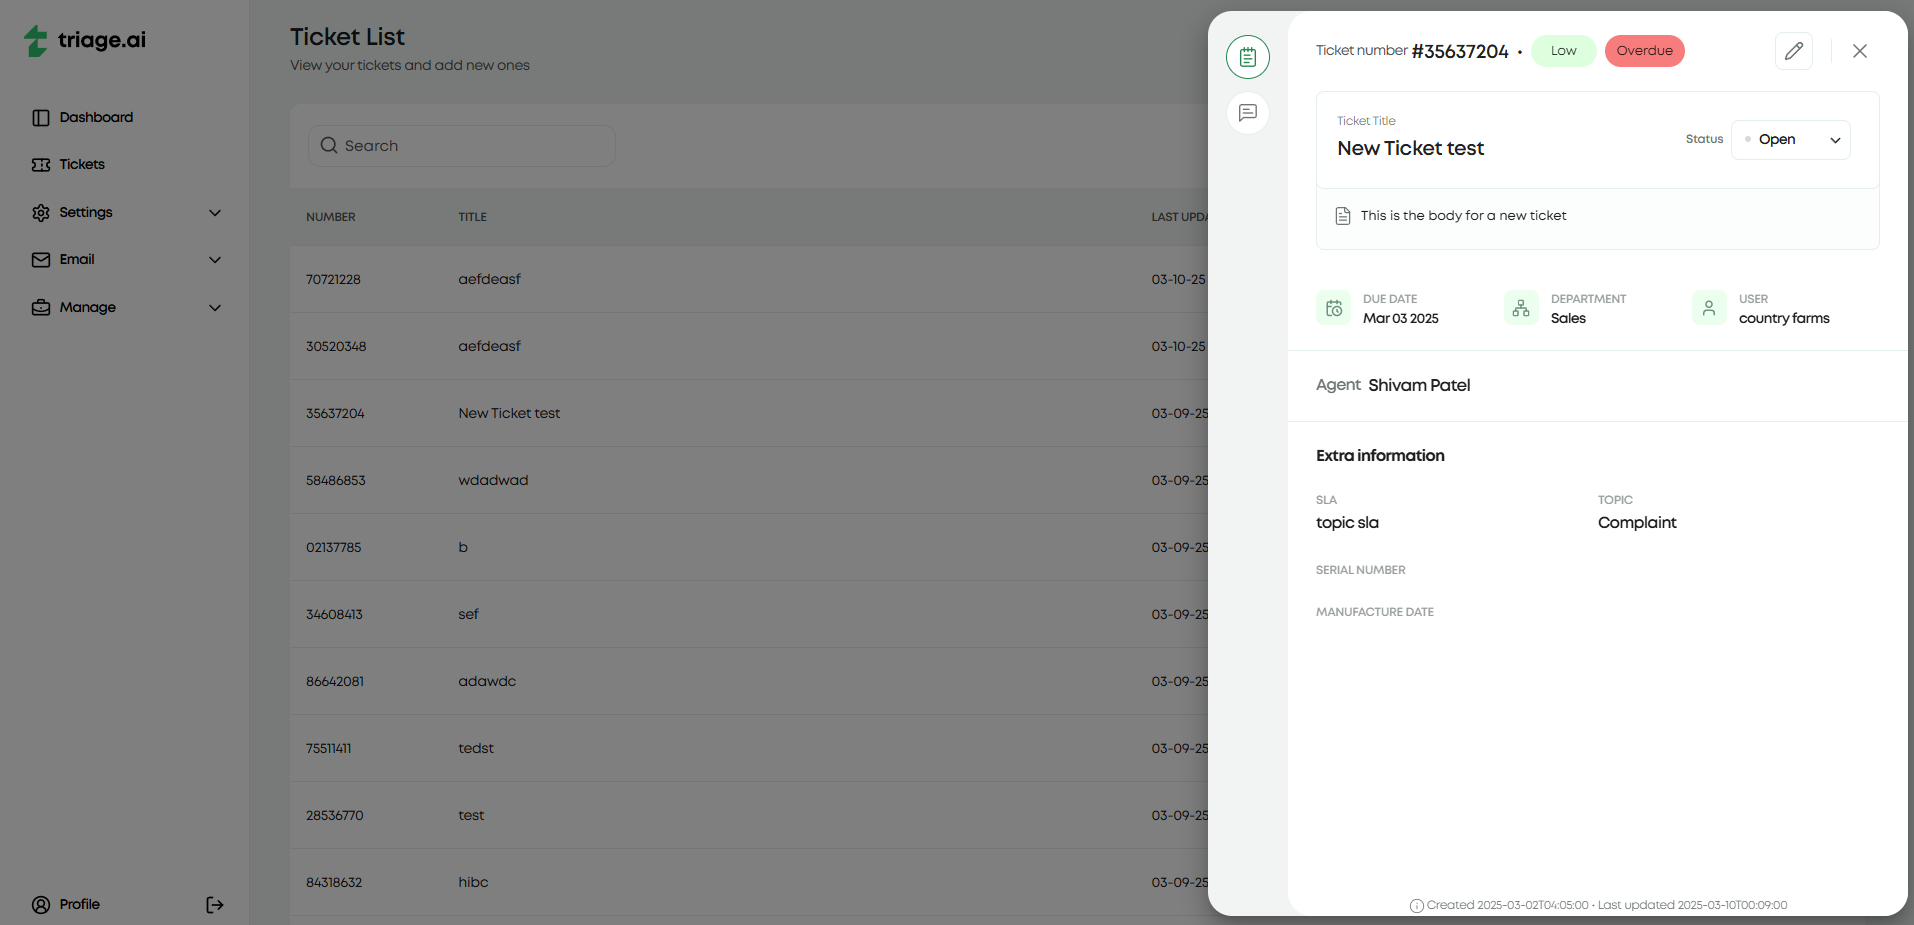 triage.ai
Dashboard
Tickets
Settings
Email
Manage
Profile
Ticket List
View your tickets and add new ones
Search
NUMBER TITLE LAST UPDA
70721228 aefdeasf 03-10-25
30520348 aefdeasf 03-10-25
35637204 New Ticket test 03-09-25
58486853 wdadwad 03-09-25
02137785 b 03-09-25
34608413 sef 03-09-25
86642081 adawdc 03-09-25
75511411 tedst 03-09-25
28536770 test 03-09-25
84318632 hibc 03-09-25
Ticket number #35637204 • Low Overdue
Ticket Title
New Ticket test
Status Open
This is the body for a new ticket
DUE DATE
Mar 03 2025
DEPARTMENT
Sales
USER
country farms
Agent Shivam Patel
Extra information
SLA
topic sla
TOPIC
Complaint
SERIAL NUMBER
MANUFACTURE DATE
Created 2025-03-02T04:05:00 • Last updated 2025-03-10T00:09:00